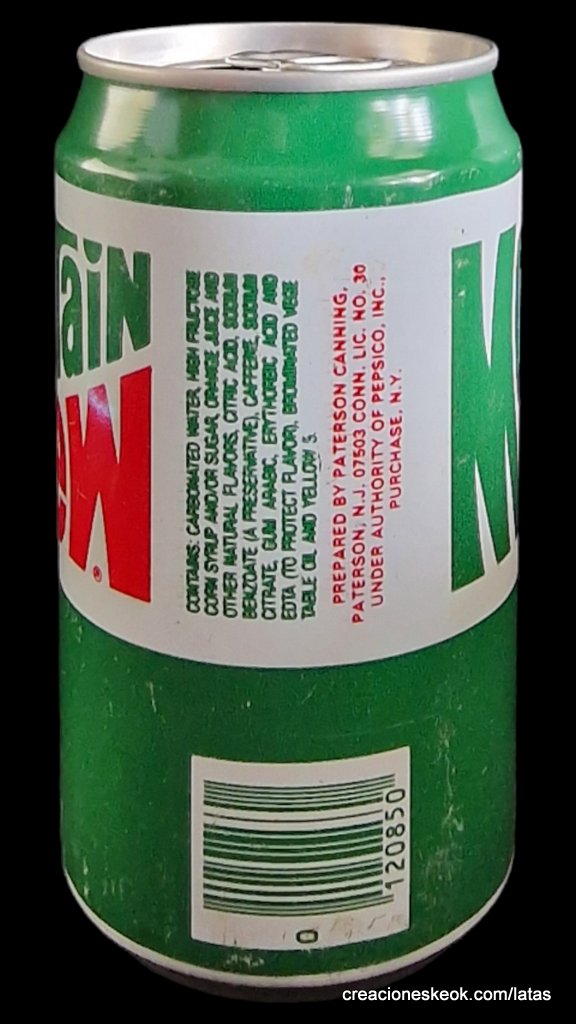 ain
ew®
CONTAINS: CARBONATED WATER, HIGH FRUCTOSE
CORN SYRUP AND/OR SUGAR, ORANGE JUICE AND
OTHER NATURAL FLAVORS, CITRIC ACID, SODIUM
BENZOATE (A PRESERVATIVE), CAFFEINE, SODIUM
CITRATE, GUM ARABIC, ERYTHORBIC ACID AND
EDTA (TO PROTECT FLAVOR), BROMINATED VEGE
TABLE OIL AND YELLOW 5.
PREPARED BY PATERSON CANNING,
PATERSON, N.J. 07503 CONN. LIC. NO. 30
UNDER AUTHORITY OF PEPSICO, INC.,
PURCHASE, N.Y.
M
0 120850
creacioneskeok.com/latas